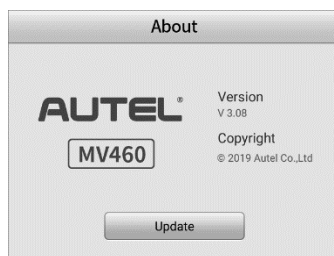 About
AUTEL®
MV460
Version
V 3.08
Copyright
© 2019 Autel Co.,Ltd
Update